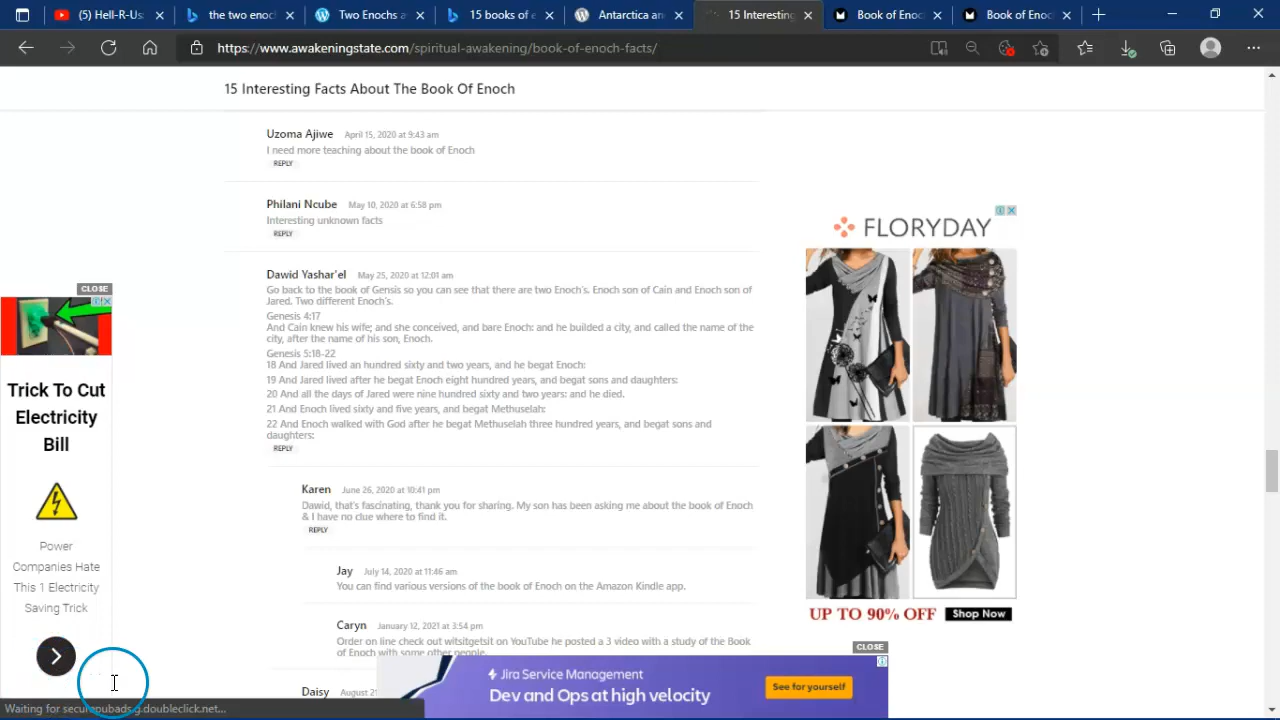 (5) Hell-R-Us
the two enoc
Two Enochs a
15 books of e
Antarctica an
15 Interesting
Book of Enoc
Book of Enoc
https://www.awakeningstate.com/spiritual-awakening/book-of-enoch-facts/
15 Interesting Facts About The Book Of Enoch
Uzoma Ajiwe April 15, 2020 at 9:43 am
I need more teaching about the book of Enoch
REPLY
Philani Ncube May 10, 2020 at 6:58 pm
Interesting unknown facts
REPLY
Dawid Yashar'el May 25, 2020 at 12:01 am
Go back to the book of Gensis so you can see that there are two Enoch's. Enoch son of Cain and Enoch son of
Jared. Two different Enoch's.
Genesis 4:17
And Cain knew his wife; and she conceived, and bare Enoch: and he builded a city, and called the name of the
city, after the name of his son, Enoch.
Genesis 5:18-22
18 And Jared lived an hundred sixty and two years, and he begat Enoch:
19 And Jared lived after he begat Enoch eight hundred years, and begat sons and daughters:
20 And all the days of Jared were nine hundred sixty and two years: and he died.
21 And Enoch lived sixty and five years, and begat Methuselah:
22 And Enoch walked with God after he begat Methuselah three hundred years, and begat sons and
daughters:
REPLY
Karen June 26, 2020 at 10:41 pm
Dawid, that's fascinating, thank you for sharing. My son has been asking me about the book of Enoch
& I have no clue where to find it.
REPLY
Jay July 14, 2020 at 11:46 am
You can find various versions of the book of Enoch on the Amazon Kindle app.
Caryn January 12, 2021 at 3:54 pm
Order on line check out witsitgetsit on YouTube he posted a 3 video with a study of the Book
of Enoch with some other people.
Daisy August 21
CLOSE
Trick To Cut
Electricity
Bill
Power
Companies Hate
This 1 Electricity
Saving Trick
FLORYDAY
UP TO 90% OFF Shop Now
CLOSE
Jira Service Management
Dev and Ops at high velocity
See for yourself
Waiting for securepubads.g.doubleclick.net...